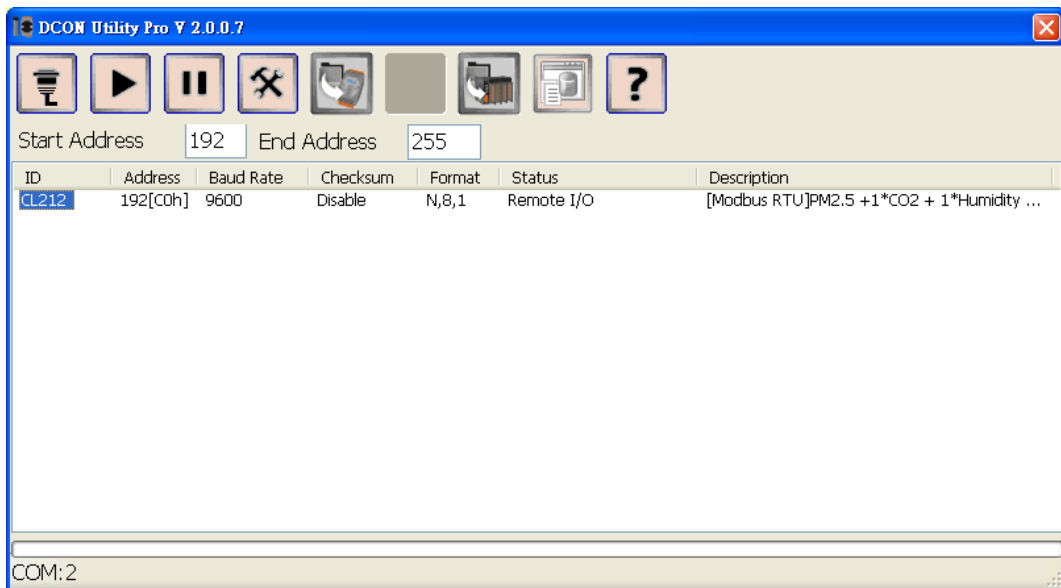 DCON Utility Pro V 2.0.0.7
?
Start Address 192 End Address 255
ID Address Baud Rate Checksum Format Status Description
CL212 192[C0h] 9600 Disable N,8,1 Remote I/O [Modbus RTU]PM2.5 +1*CO2 + 1*Humidity ...
COM:2